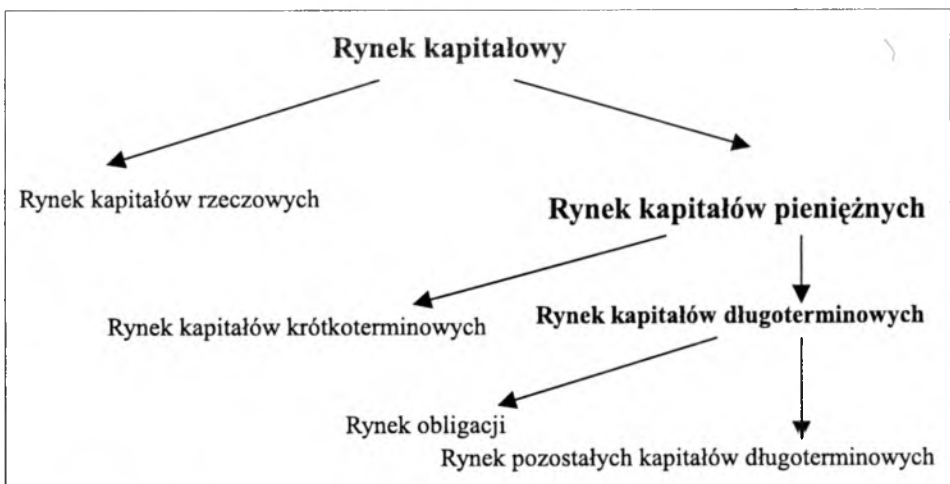 Rynek kapitałowy
Rynek kapitałów rzeczowych
Rynek kapitałów pieniężnych
Rynek kapitałów krótkoterminowych
Rynek kapitałów długoterminowych
Rynek obligacji
Rynek pozostałych kapitałów długoterminowych